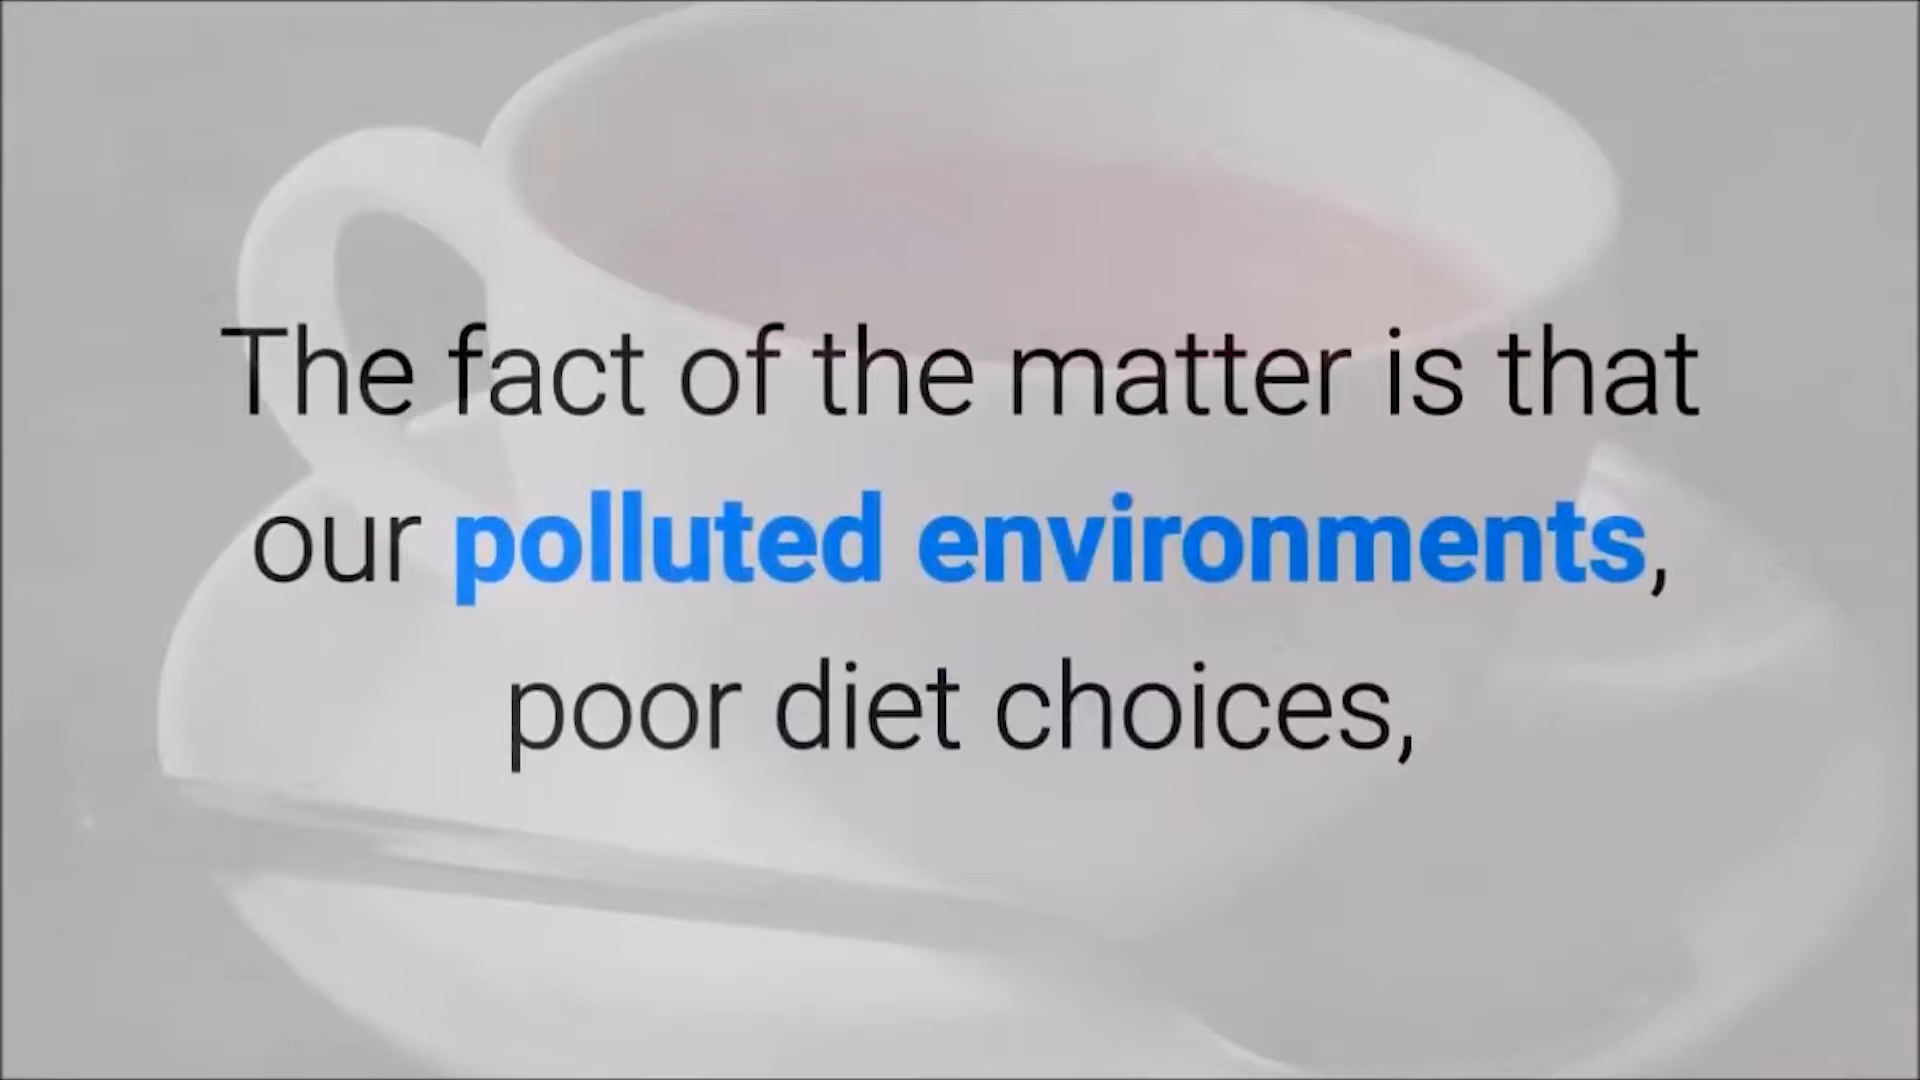 The fact of the matter is that
our polluted environments,
poor diet choices,